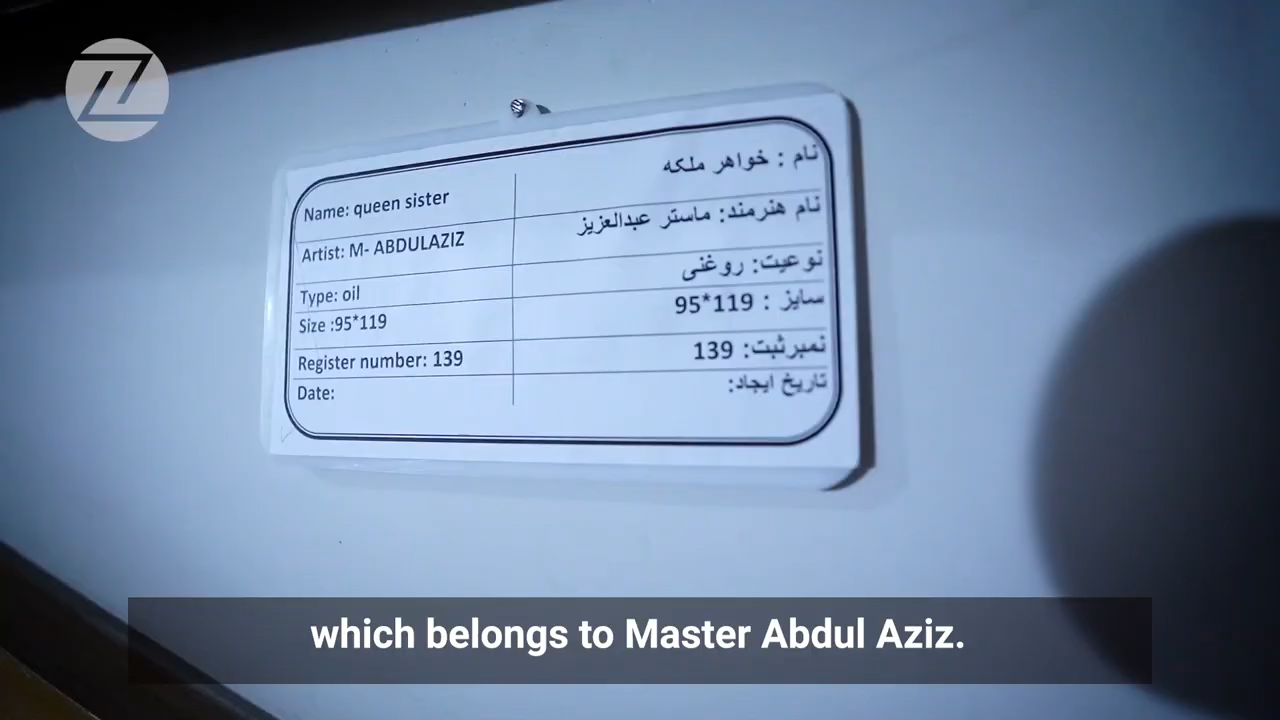 Name: queen sister
نام : خواهر ملکه
Artist: M- ABDULAZIZ
نام هنرمند: ماستر عبدالعزیز
Type: oil
نوعیت: روغنی
Size :95*119
سایز : 119*95
Register number: 139
نمبرثبت: 139
Date:
تاریخ ایجاد:
which belongs to Master Abdul Aziz.